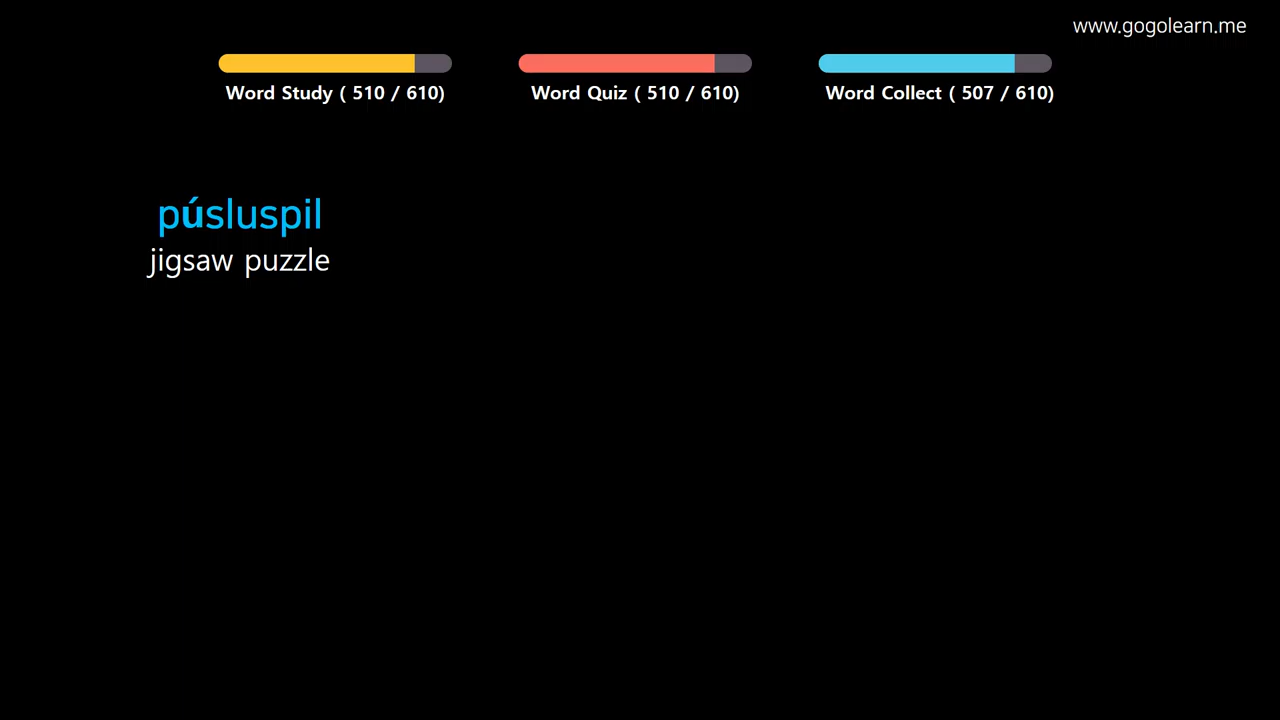 www.gogolearn.me
Word Study ( 510 / 610)
Word Quiz ( 510 / 610)
Word Collect ( 507 / 610)
púsluspil
jigsaw puzzle